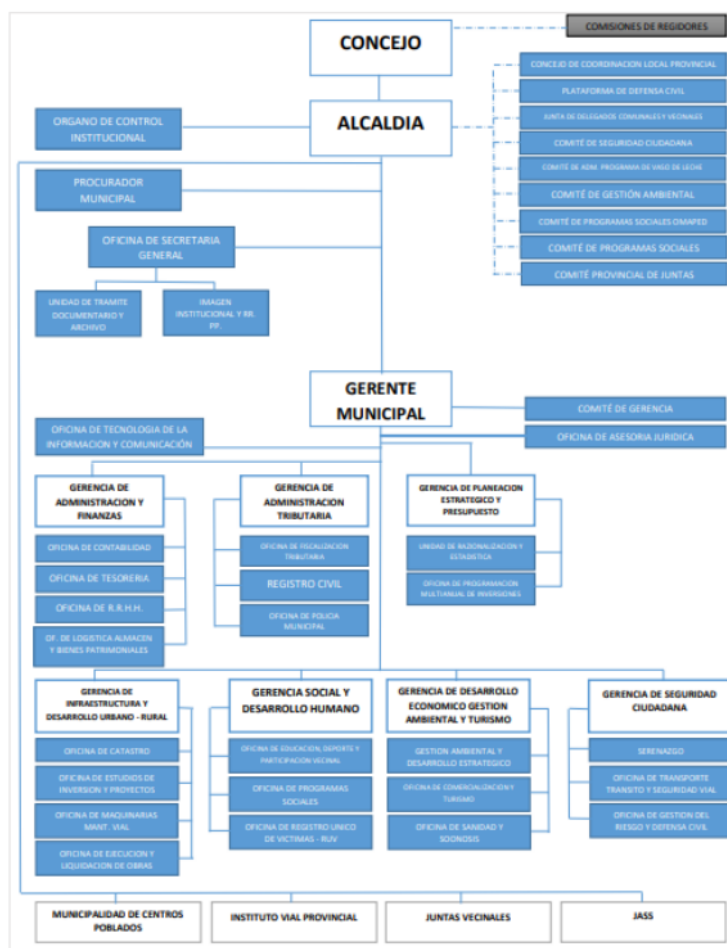 CONCEJO
COMISIONES DE REGIDORES
CONCEJO DE COORDINACION LOCAL PROVINCIAL
PLATAFORMA DE DEFENSA CIVIL
JUNTA DE DELEGADOS COMUNALES Y VECINALES
COMITÉ DE SEGURIDAD CIUDADANA
COMITÉ DE ADM. PROGRAMA DE VASO DE LECHE
COMITÉ DE GESTIÓN AMBIENTAL
COMITÉ DE PROGRAMAS SOCIALES OMAPED
COMITÉ DE PROGRAMAS SOCIALES
COMITÉ PROVINCIAL DE JUNTAS
ALCALDIA
ORGANO DE CONTROL
INSTITUCIONAL
PROCURADOR
MUNICIPAL
OFICINA DE SECRETARIA
GENERAL
UNIDAD DE TRAMITE
DOCUMENTARIO Y
ARCHIVO
IMAGEN
INSTITUCIONAL Y RR.
PP.
GERENTE
MUNICIPAL
COMITÉ DE GERENCIA
OFICINA DE ASESORIA JURIDICA
OFICINA DE TECNOLOGIA DE LA
INFORMACION Y COMUNICACIÓN
GERENCIA DE
ADMINISTRACION Y
FINANZAS
OFICINA DE CONTABILIDAD
OFICINA DE TESORERIA
OFICINA DE R.R.H.H.
OF. DE LOGISTICA ALMACEN
Y BIENES PATRIMONIALES
GERENCIA DE
ADMINISTRACION
TRIBUTARIA
OFICINA DE FISCALIZACION
TRIBUTARIA
REGISTRO CIVIL
OFICINA DE POLICIA
MUNICIPAL
GERENCIA DE PLANEACION
ESTRATEGICO Y
PRESUPUESTO
UNIDAD DE RAZONALIZACION Y
ESTADISTICA
OFICINA DE PROGRAMACION
MULTIANUAL DE INVERSIONES
GERENCIA DE
INFRAESTRUCTURA Y
DESARROLLO URBANO - RURAL
OFICINA DE CATASTRO
OFICINA DE ESTUDIOS DE
INVERSION Y PROYECTOS
OFICINA DE MAQUINARIAS
MANT. VIAL
OFICINA DE EJECUCION Y
LIQUIDACION DE OBRAS
GERENCIA SOCIAL Y
DESARROLLO HUMANO
OFICINA DE EDUCACION, DEPORTE Y
PARTICIPACION VECINAL
OFICINA DE PROGRAMAS
SOCIALES
OFICINA DE REGISTRO UNICO
DE VICTIMAS - RUV
GERENCIA DE DESARROLLO
ECONOMICO GESTION
AMBIENTAL Y TURISMO
GESTION AMBIENTAL Y
DESARROLLO ESTRATEGICO
OFICINA DE COMERCIALIZACION Y
TURISMO
OFICINA DE SANIDAD Y
SOONOSIS
GERENCIA DE SEGURIDAD
CIUDADANA
SERENAZGO
OFICINA DE TRANSPORTE
TRANSITO Y SEGURIDAD VIAL
OFICINA DE GESTIÓN DEL
RIESGO Y DEFENSA CIVIL
MUNICIPALIDAD DE CENTROS
POBLADOS
INSTITUTO VIAL PROVINCIAL
JUNTAS VECINALES
JASS